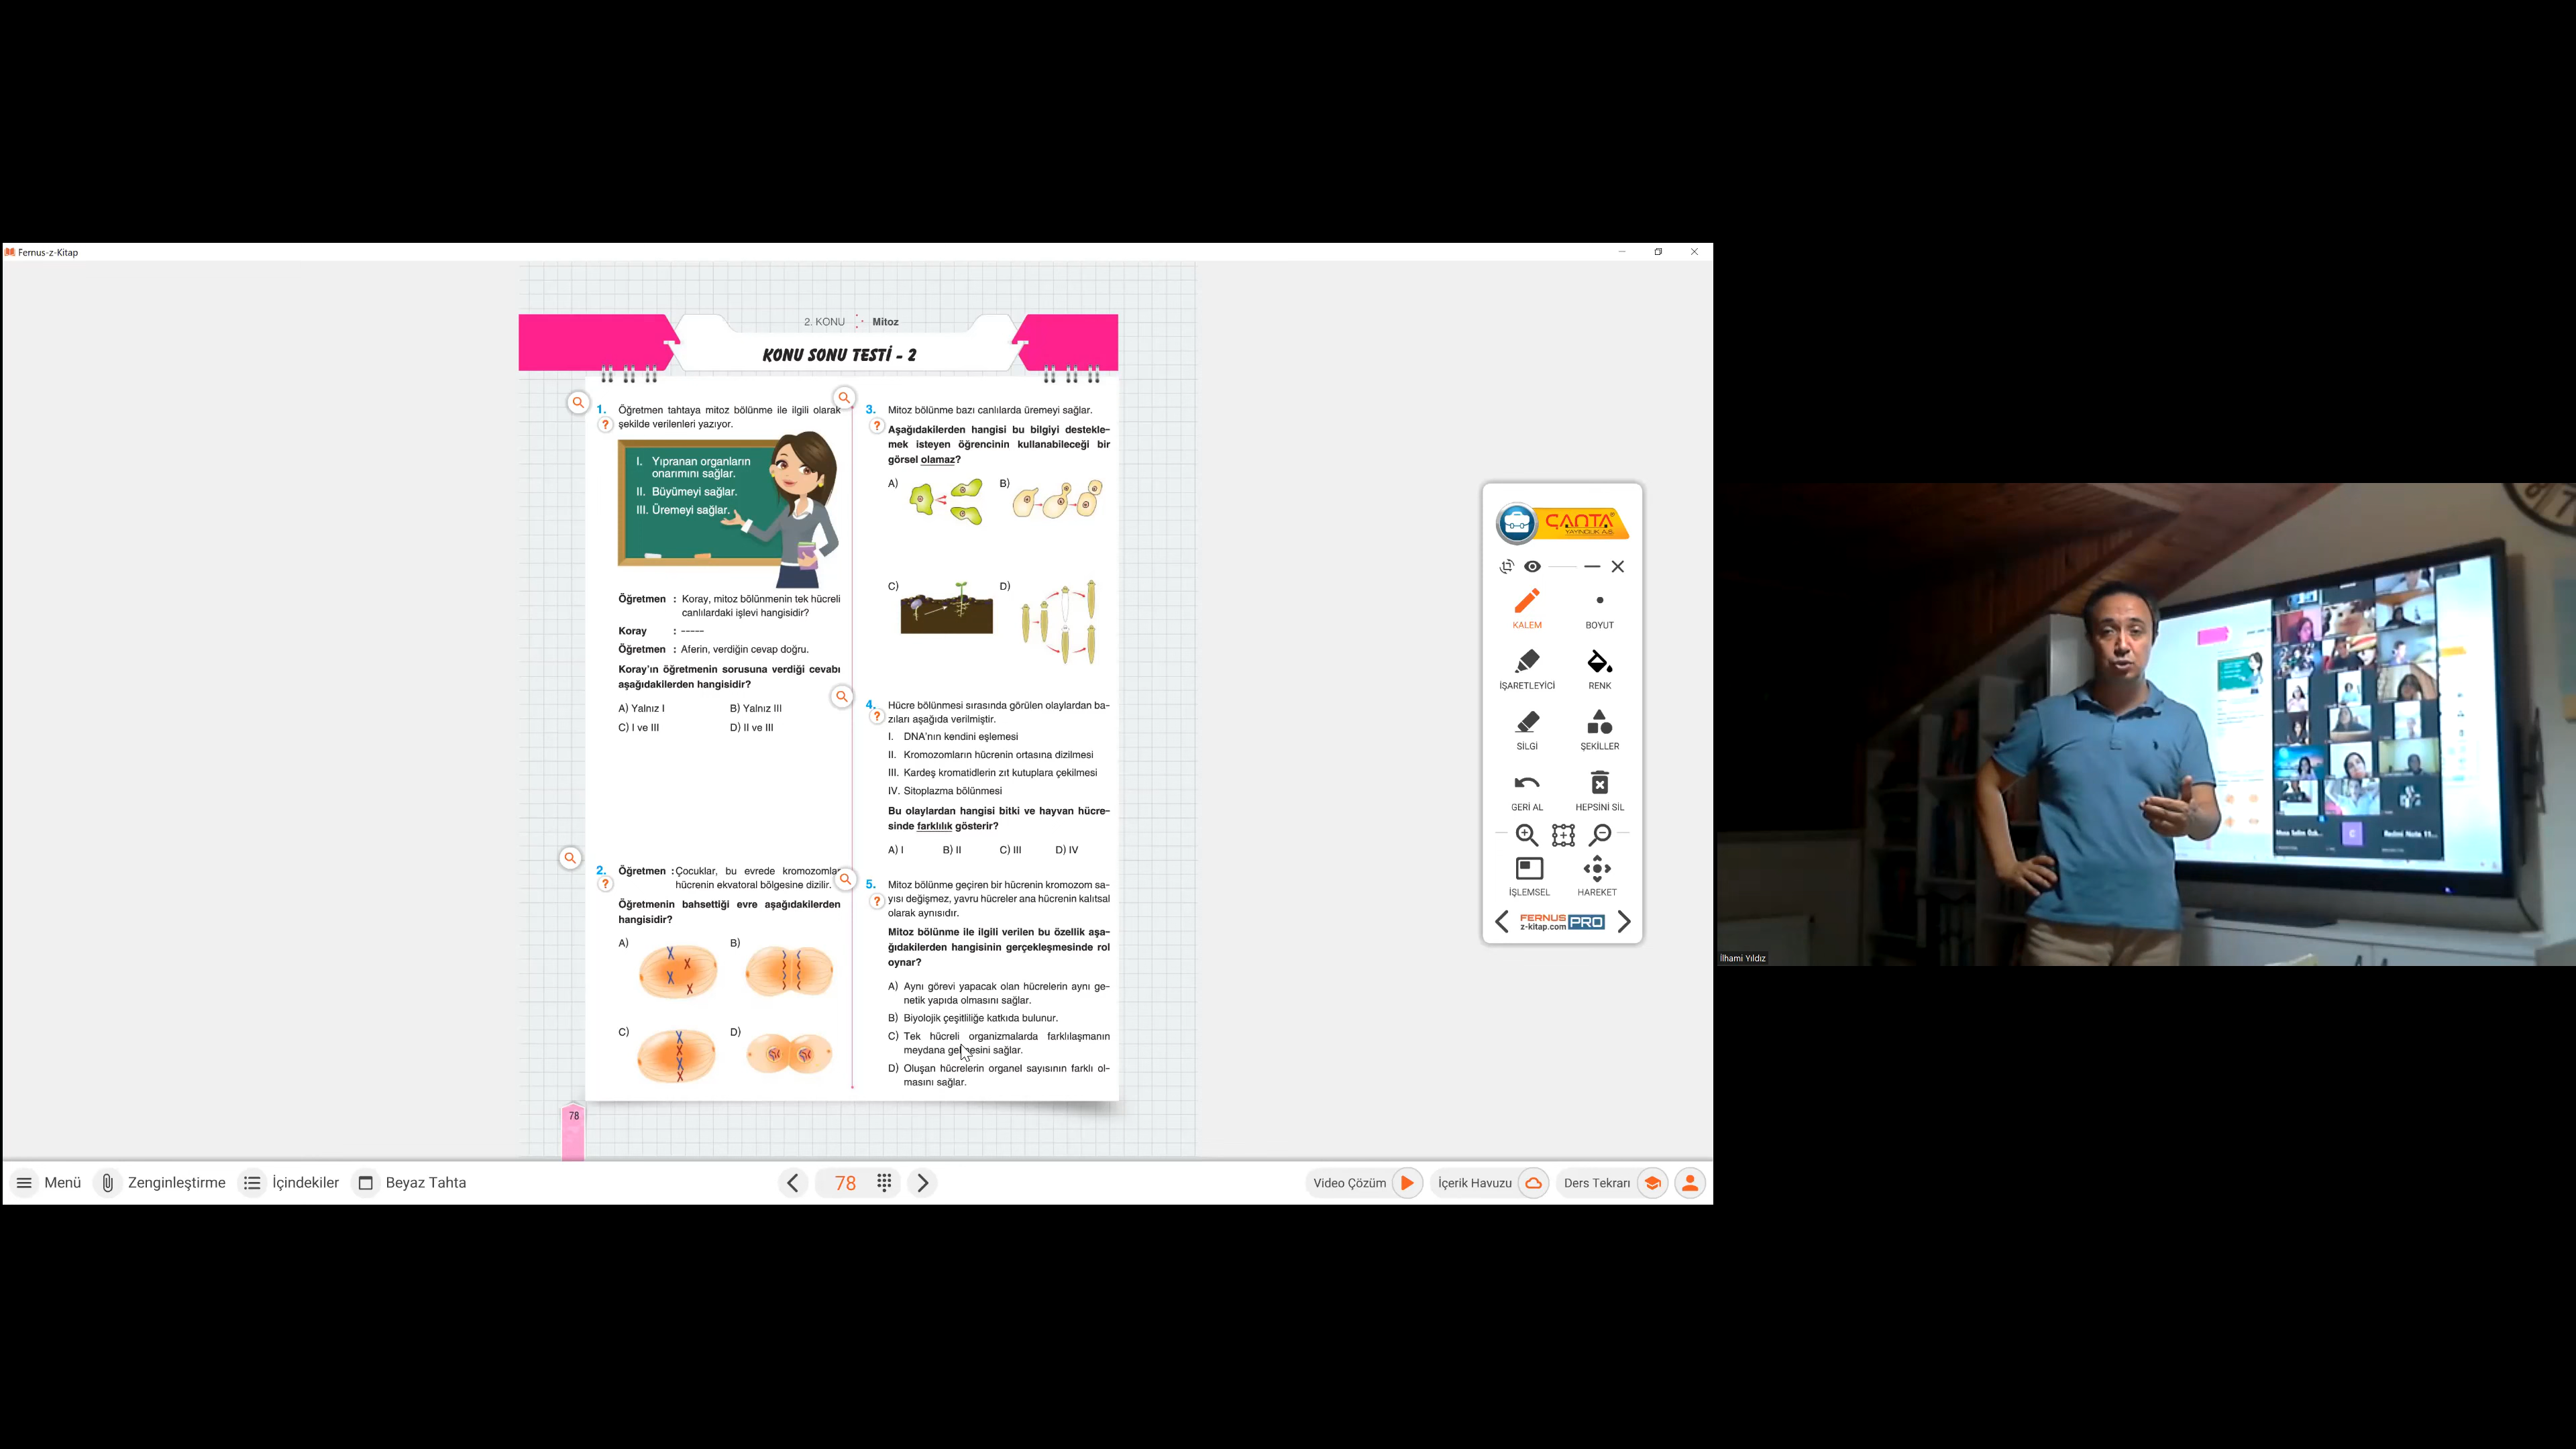 Fernus-z-Kitap
2. KONU : Mitoz
KONU SONU TESTİ - 2
1. Öğretmen tahtaya mitoz bölünme ile ilgili olarak
şekilde verilenleri yazıyor.
I. Yıpranan organların
onarımını sağlar.
II. Büyümeyi sağlar.
III. Üremeyi sağlar.
Öğretmen : Koray, mitoz bölünmenin tek hücreli
canlılardaki işlevi hangisidir?
Koray : -----
Öğretmen : Aferin, verdiğin cevap doğru.
Koray'ın öğretmenin sorusuna verdiği cevabı
aşağıdakilerden hangisidir?
A) Yalnız I B) Yalnız III
C) I ve III D) II ve III
2. Öğretmen : Çocuklar, bu evrede kromozomlar
hücrenin ekvatoral bölgesine dizilir.
Öğretmenin bahsettiği evre aşağıdakilerden
hangisidir?
A) B)
C) D)
3. Mitoz bölünme bazı canlılarda üremeyi sağlar.
Aşağıdakilerden hangisi bu bilgiyi destekle-
mek isteyen öğrencinin kullanabileceği bir
görsel olamaz?
A) B)
C) D)
4. Hücre bölünmesi sırasında görülen olaylardan ba-
zıları aşağıda verilmiştir.
I. DNA'nın kendini eşlemesi
II. Kromozomların hücrenin ortasına dizilmesi
III. Kardeş kromatidlerin zıt kutuplara çekilmesi
IV. Sitoplazma bölünmesi
Bu olaylardan hangisi bitki ve hayvan hücre-
sinde farklılık gösterir?
A) I B) II C) III D) IV
5. Mitoz bölünme geçiren bir hücrenin kromozom sa-
yısı değişmez, yavru hücreler ana hücrenin kalıtsal
olarak aynısıdır.
Mitoz bölünme ile ilgili verilen bu özellik aşa-
ğıdakilerden hangisinin gerçekleşmesinde rol
oynar?
A) Aynı görevi yapacak olan hücrelerin aynı ge-
netik yapıda olmasını sağlar.
B) Biyolojik çeşitliliğe katkıda bulunur.
C) Tek hücreli organizmalarda farklılaşmanın
meydana gelmesini sağlar.
D) Oluşan hücrelerin organel sayısının farklı ol-
masını sağlar.
78
ÇANTA
YAYINCILIK A.Ş.
KALEM BOYUT
İŞARETLEYİCİ RENK
SİLGİ ŞEKİLLER
GERİ AL HEPSİNİ SİL
İŞLEMSEL HAREKET
FERNUS PRO
z-kitap.com
İlhami Yıldız
Menü Zenginleştirme İçindekiler Beyaz Tahta 78 Video Çözüm İçerik Havuzu Ders Tekrarı